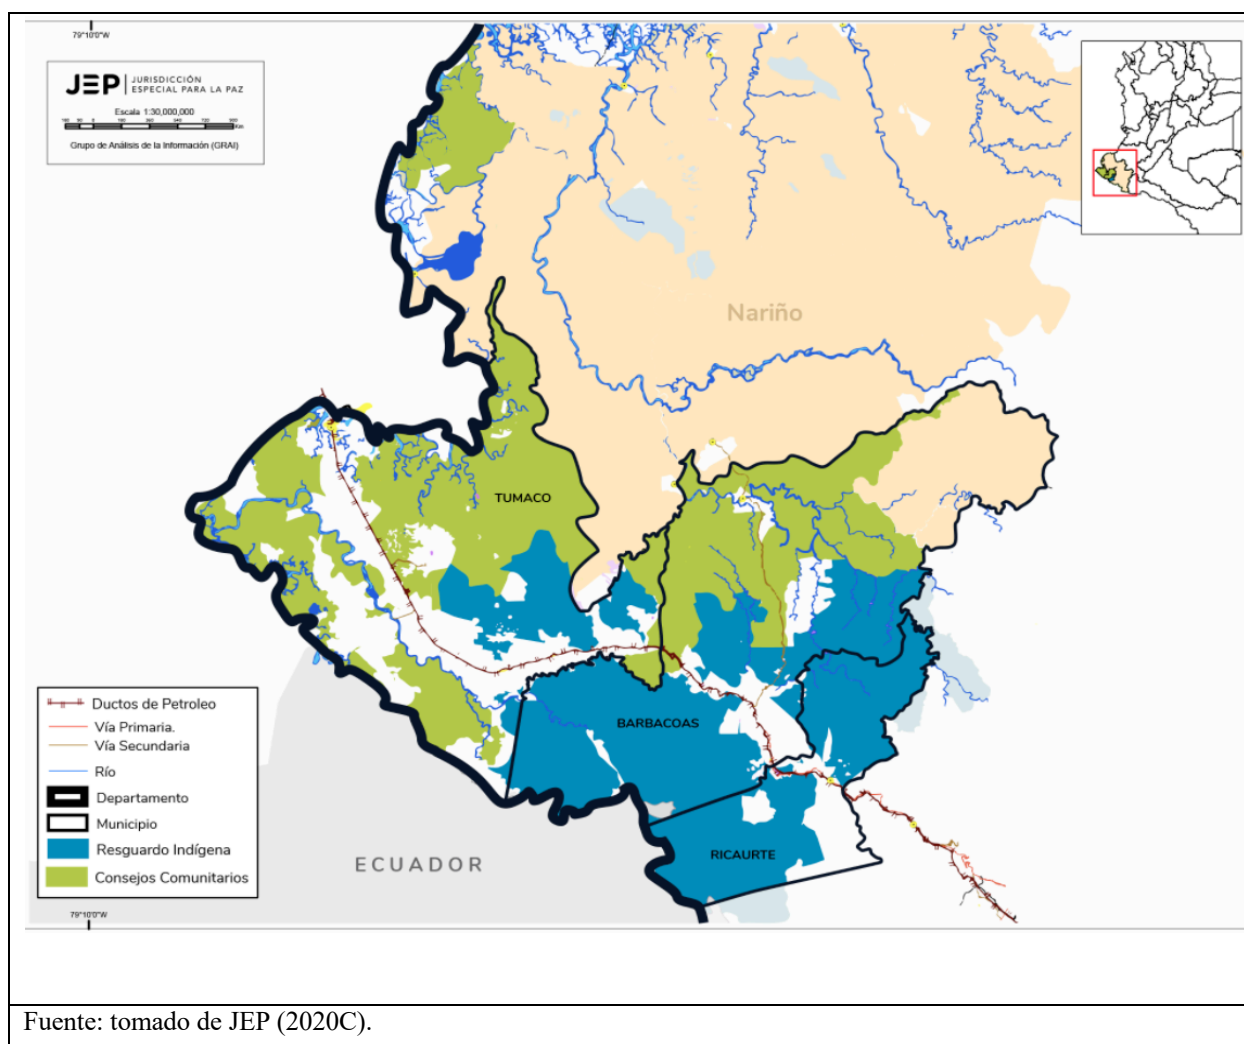 79°10'0"W
JEP | JURISDICCIÓN
ESPECIAL PARA LA PAZ
Escala 1:30,000,000
Km
Grupo de Análisis de la Información (GRAI)
Nariño
TUMACO
BARBACOAS
RICAURTE
ECUADOR
Ductos de Petroleo
Vía Primaria.
Vía Secundaria
Río
Departamento
Municipio
Resguardo Indígena
Consejos Comunitarios
79°10'0"W
Fuente: tomado de JEP (2020C).